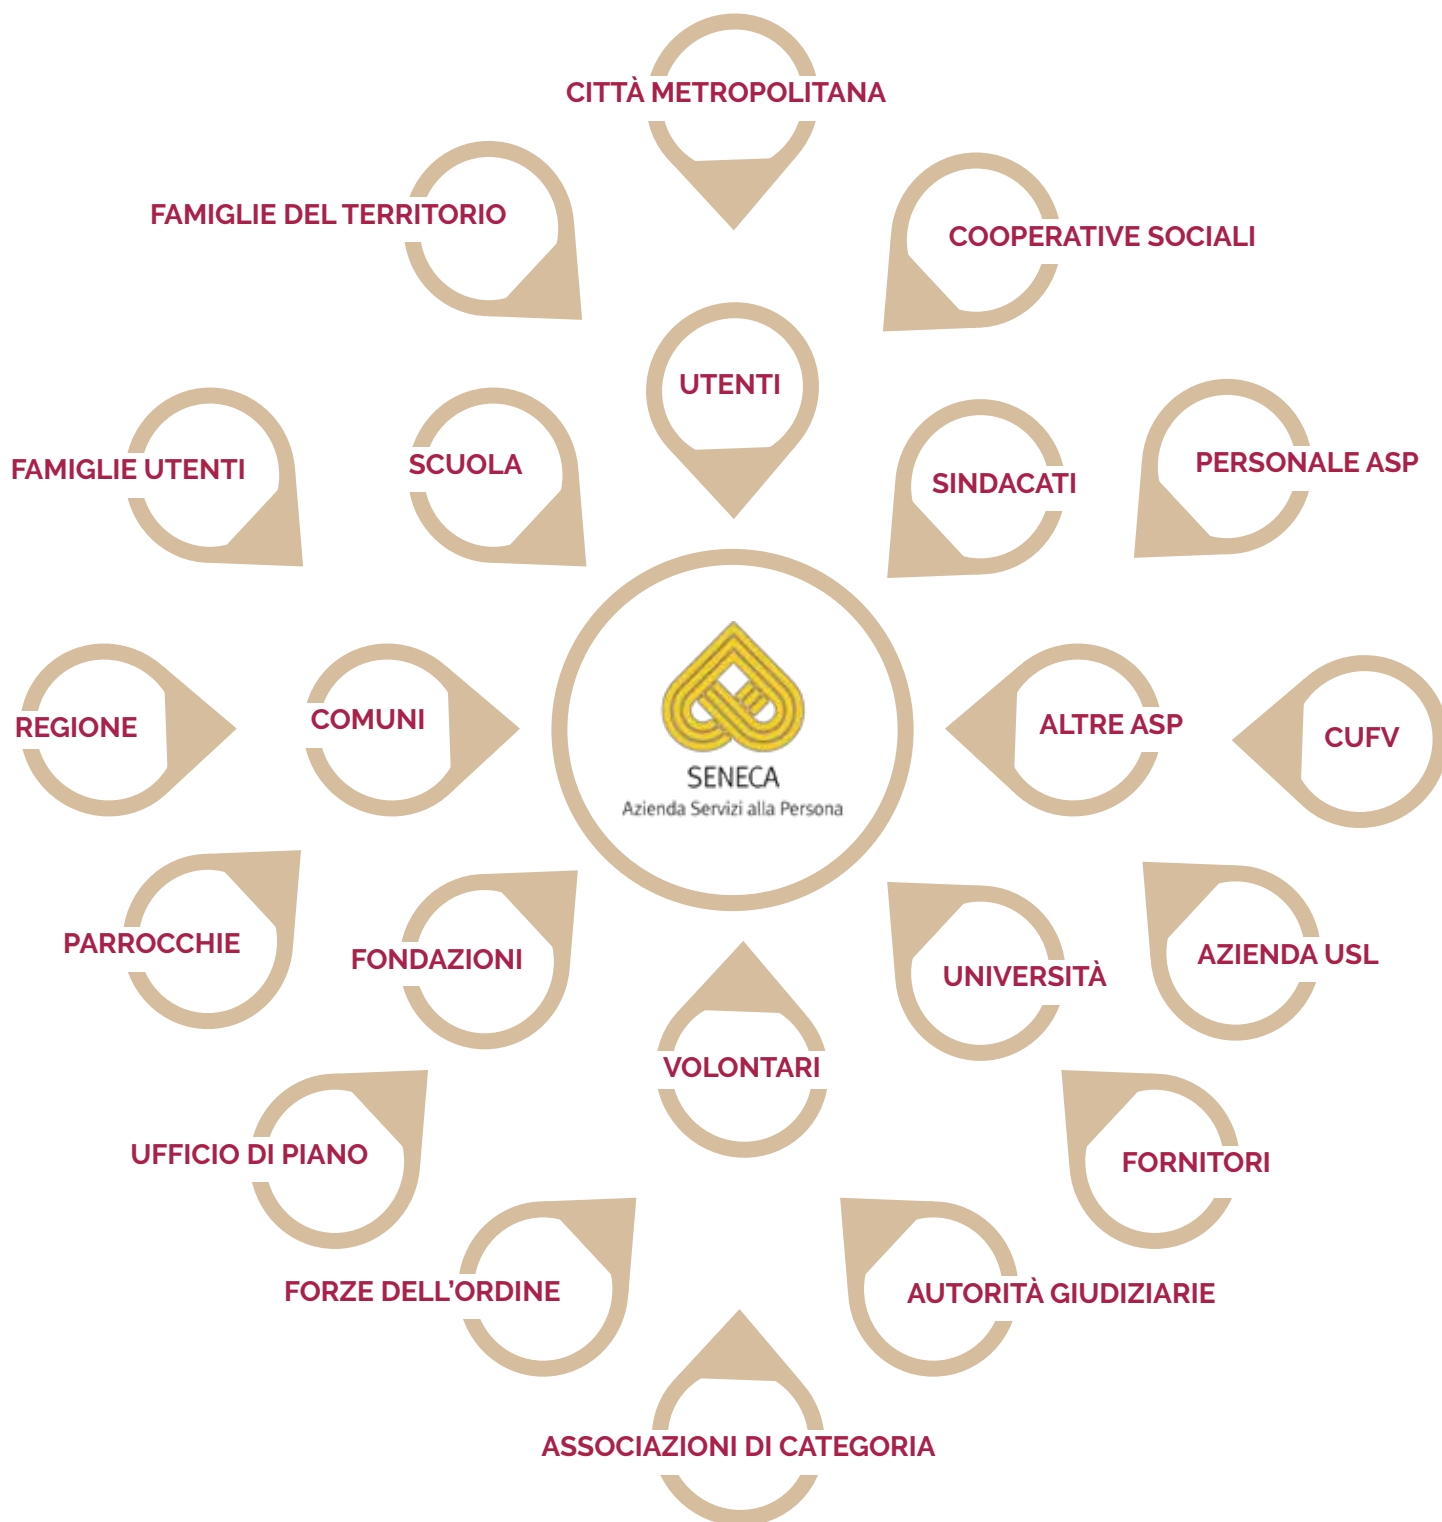 CITTÀ METROPOLITANA
FAMIGLIE DEL TERRITORIO
COOPERATIVE SOCIALI
UTENTI
FAMIGLIE UTENTI
SCUOLA
SINDACATI
PERSONALE ASP
REGIONE
COMUNI
SENECA
Azienda Servizi alla Persona
ALTRE ASP
CUFV
PARROCCHIE
FONDAZIONI
UNIVERSITÀ
AZIENDA USL
VOLONTARI
UFFICIO DI PIANO
FORNITORI
FORZE DELL'ORDINE
AUTORITÀ GIUDIZIARIE
ASSOCIAZIONI DI CATEGORIA